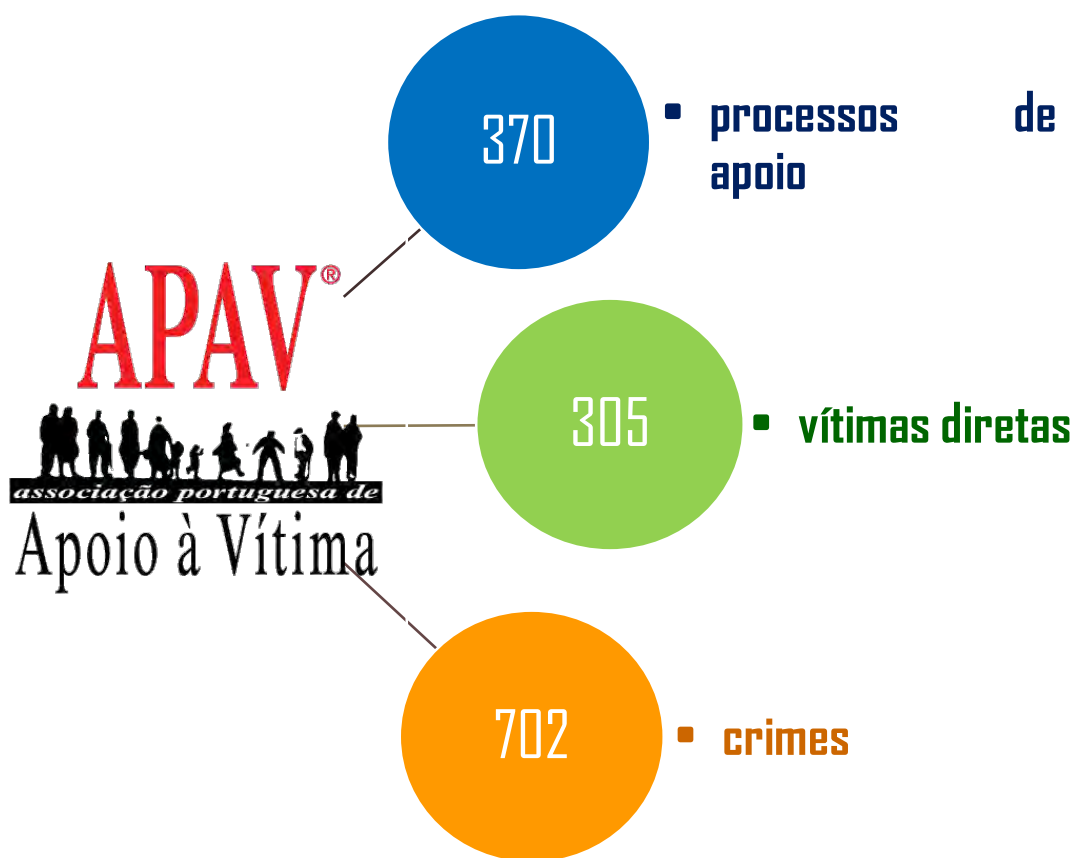 370
▪ processos de
apoio
APAV®
305
▪ vítimas diretas
associação portuguesa de
Apoio à Vítima
702
▪ crimes